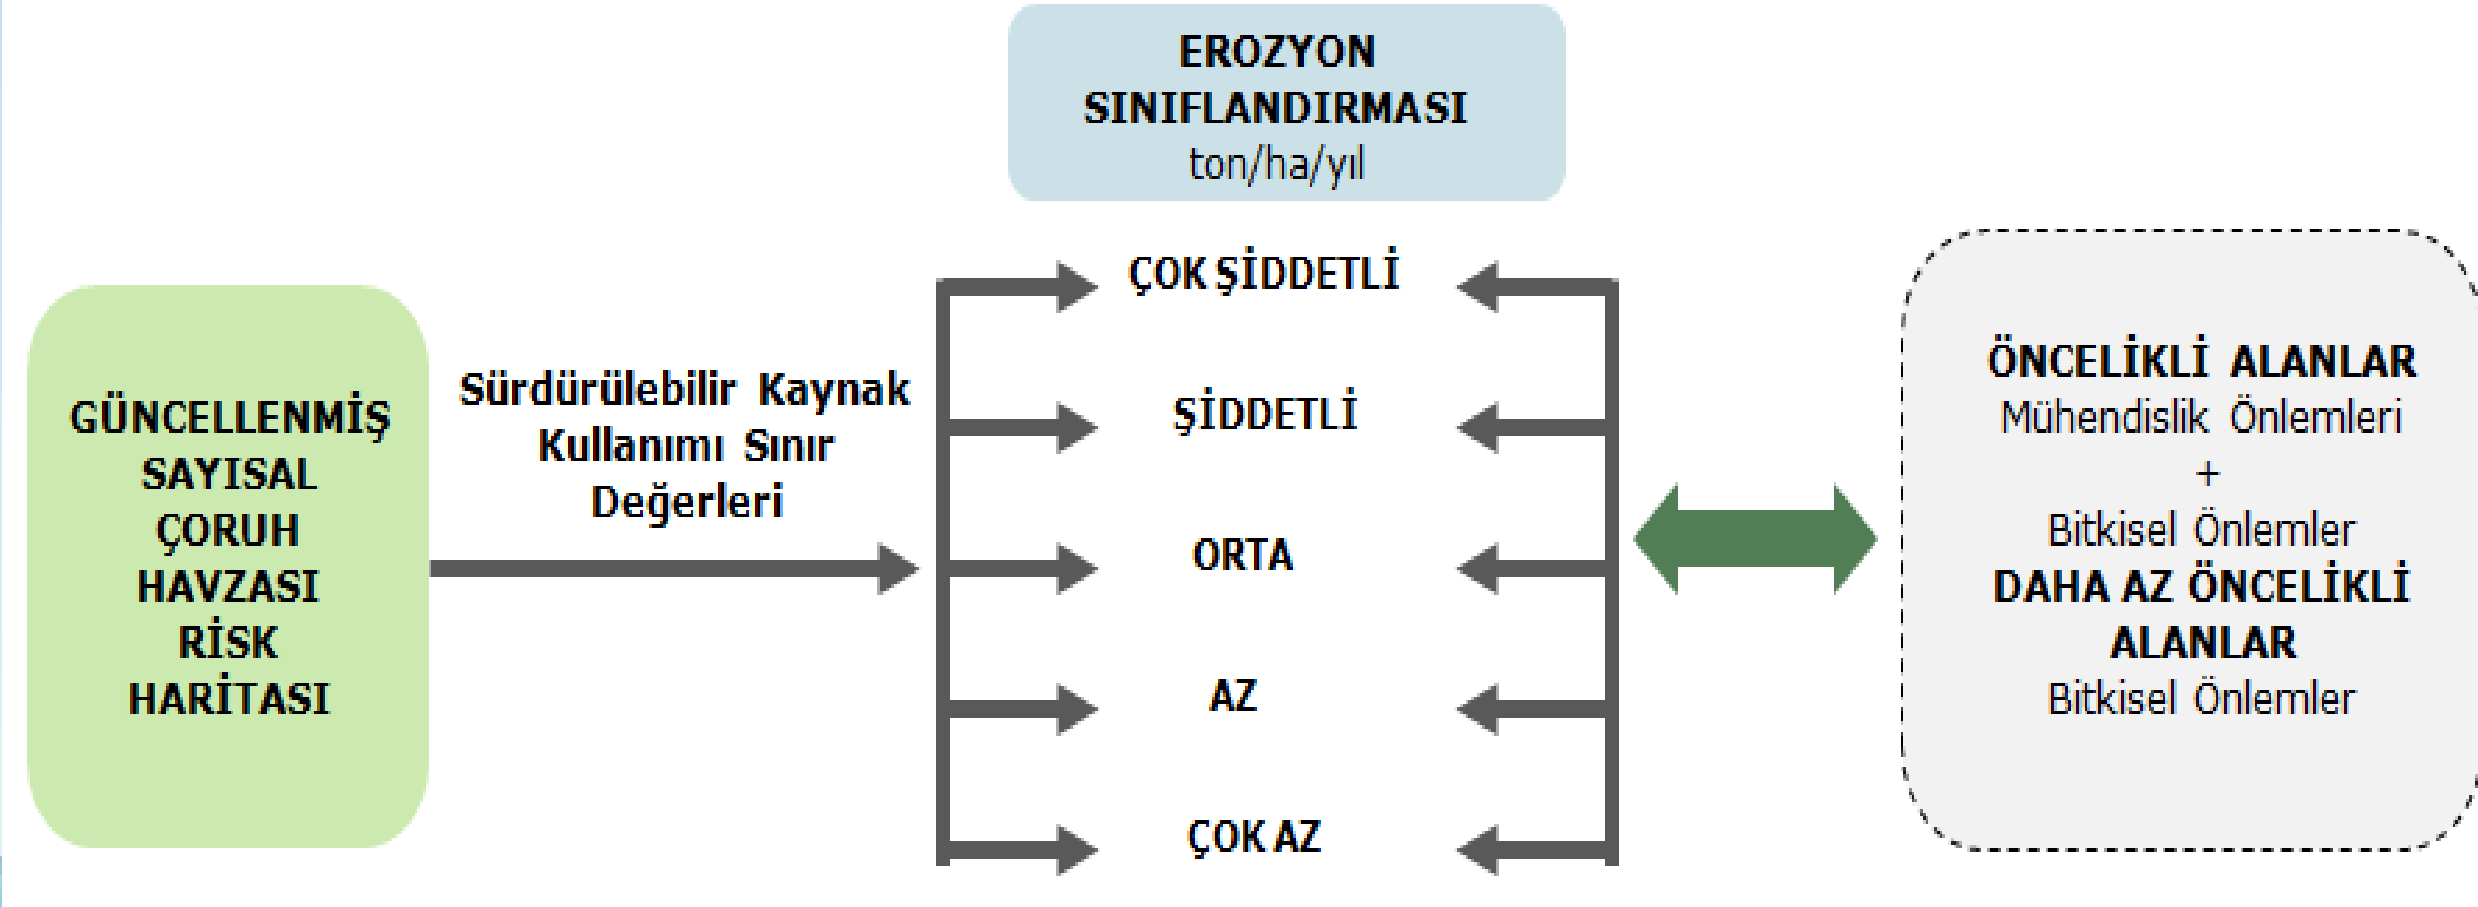 EROZYON
SINIFLANDIRMASI
ton/ha/yıl
GÜNCELLENMİŞ
SAYISAL
ÇORUH
HAVZASI
RİSK
HARİTASI
Sürdürülebilir Kaynak
Kullanımı Sınır
Değerleri
ÇOK ŞİDDETLİ
ŞİDDETLİ
ORTA
AZ
ÇOK AZ
ÖNCELİKLİ ALANLAR
Mühendislik Önlemleri
+
Bitkisel Önlemler
DAHA AZ ÖNCELİKLİ
ALANLAR
Bitkisel Önlemler